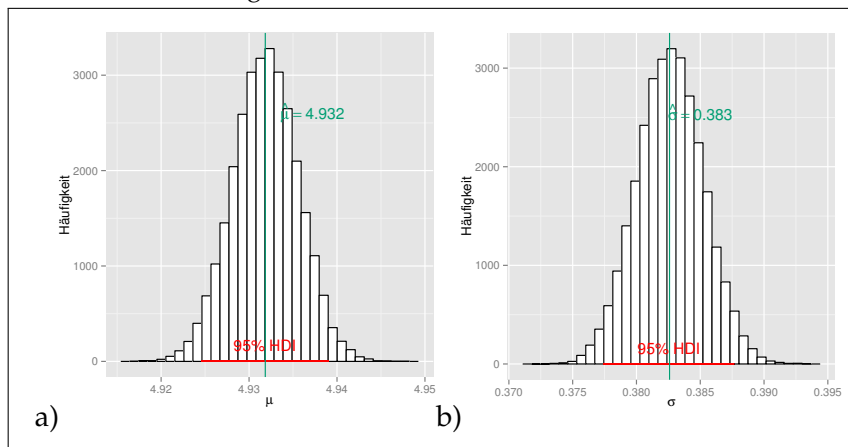 Häufigkeit
3000
2000
1000
0
μ̂ = 4.932
95% HDI
4.92
4.93
4.94
4.95
μ
a)
Häufigkeit
3000
2000
1000
0
σ̂ = 0.383
95% HDI
0.370
0.375
0.380
0.385
0.390
0.395
σ
b)